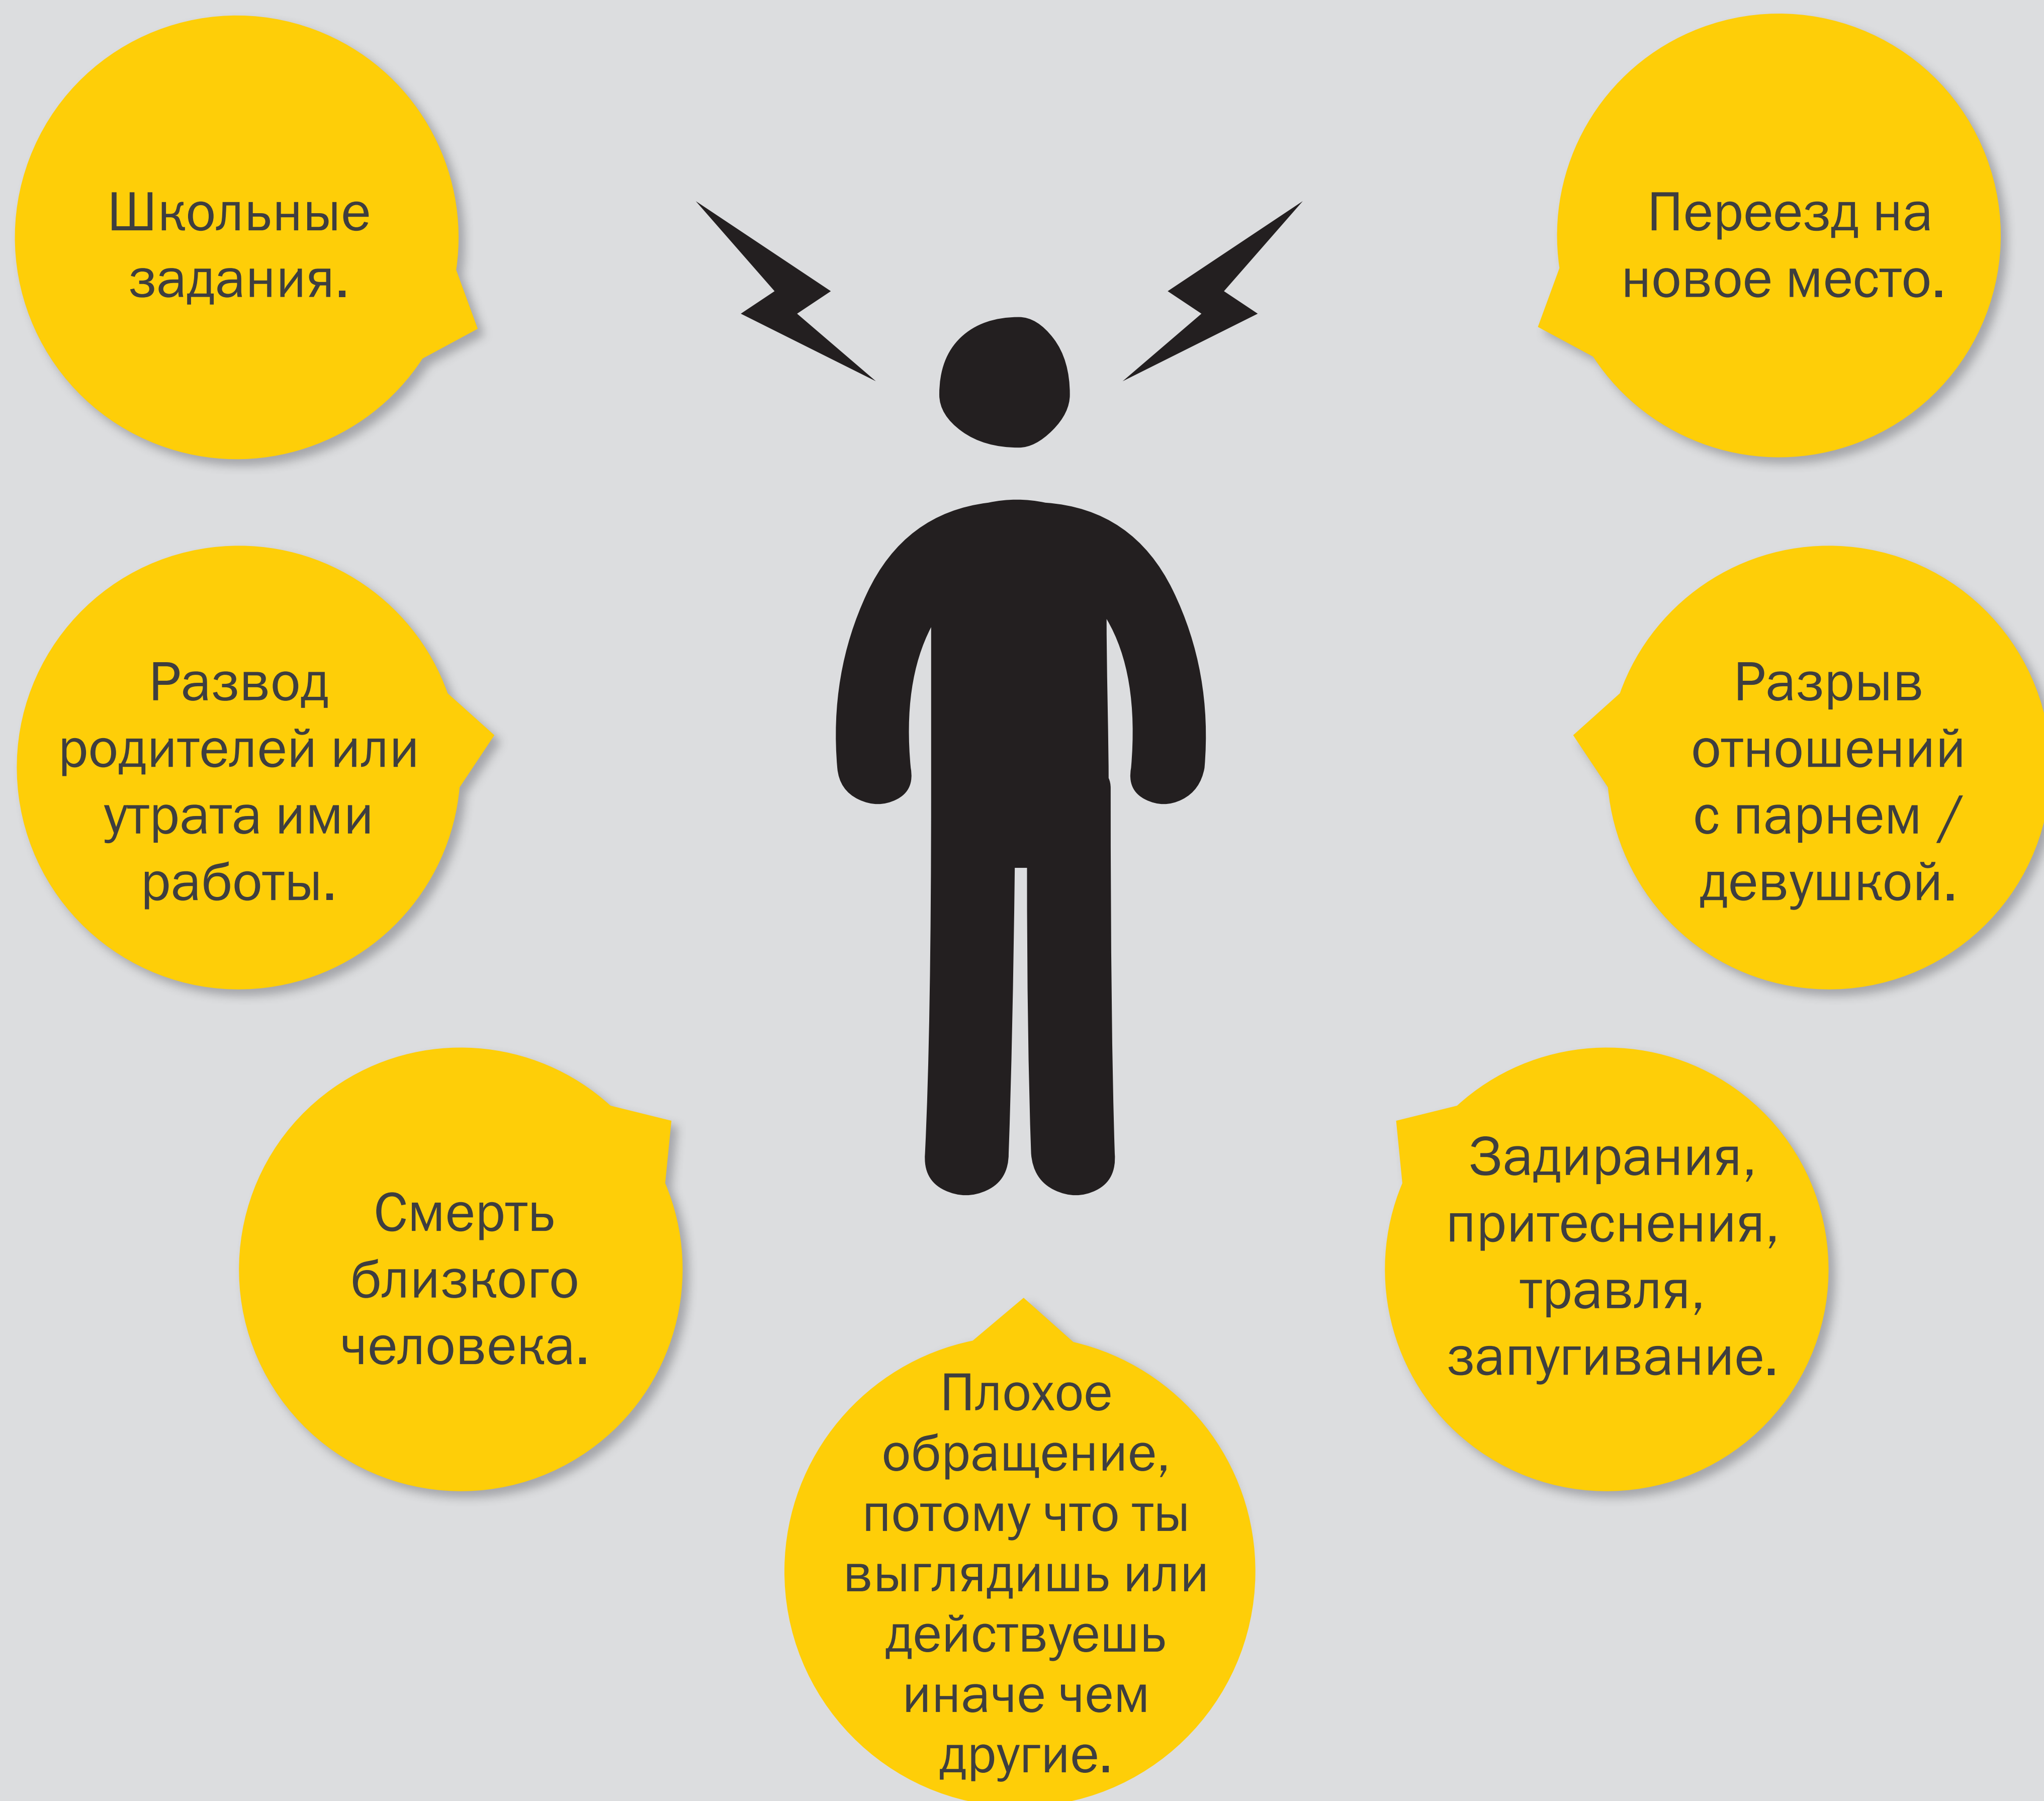 Школьные
задания.
Переезд на
новое место.
Развод
родителей или
утрата ими
работы.
Разрыв
отношений
с парнем /
девушкой.
Смерть
близкого
человека.
Задирания,
притеснения,
травля,
запугивание.
Плохое
обращение,
потому что ты
выглядишь или
действуешь
иначе чем
другие.